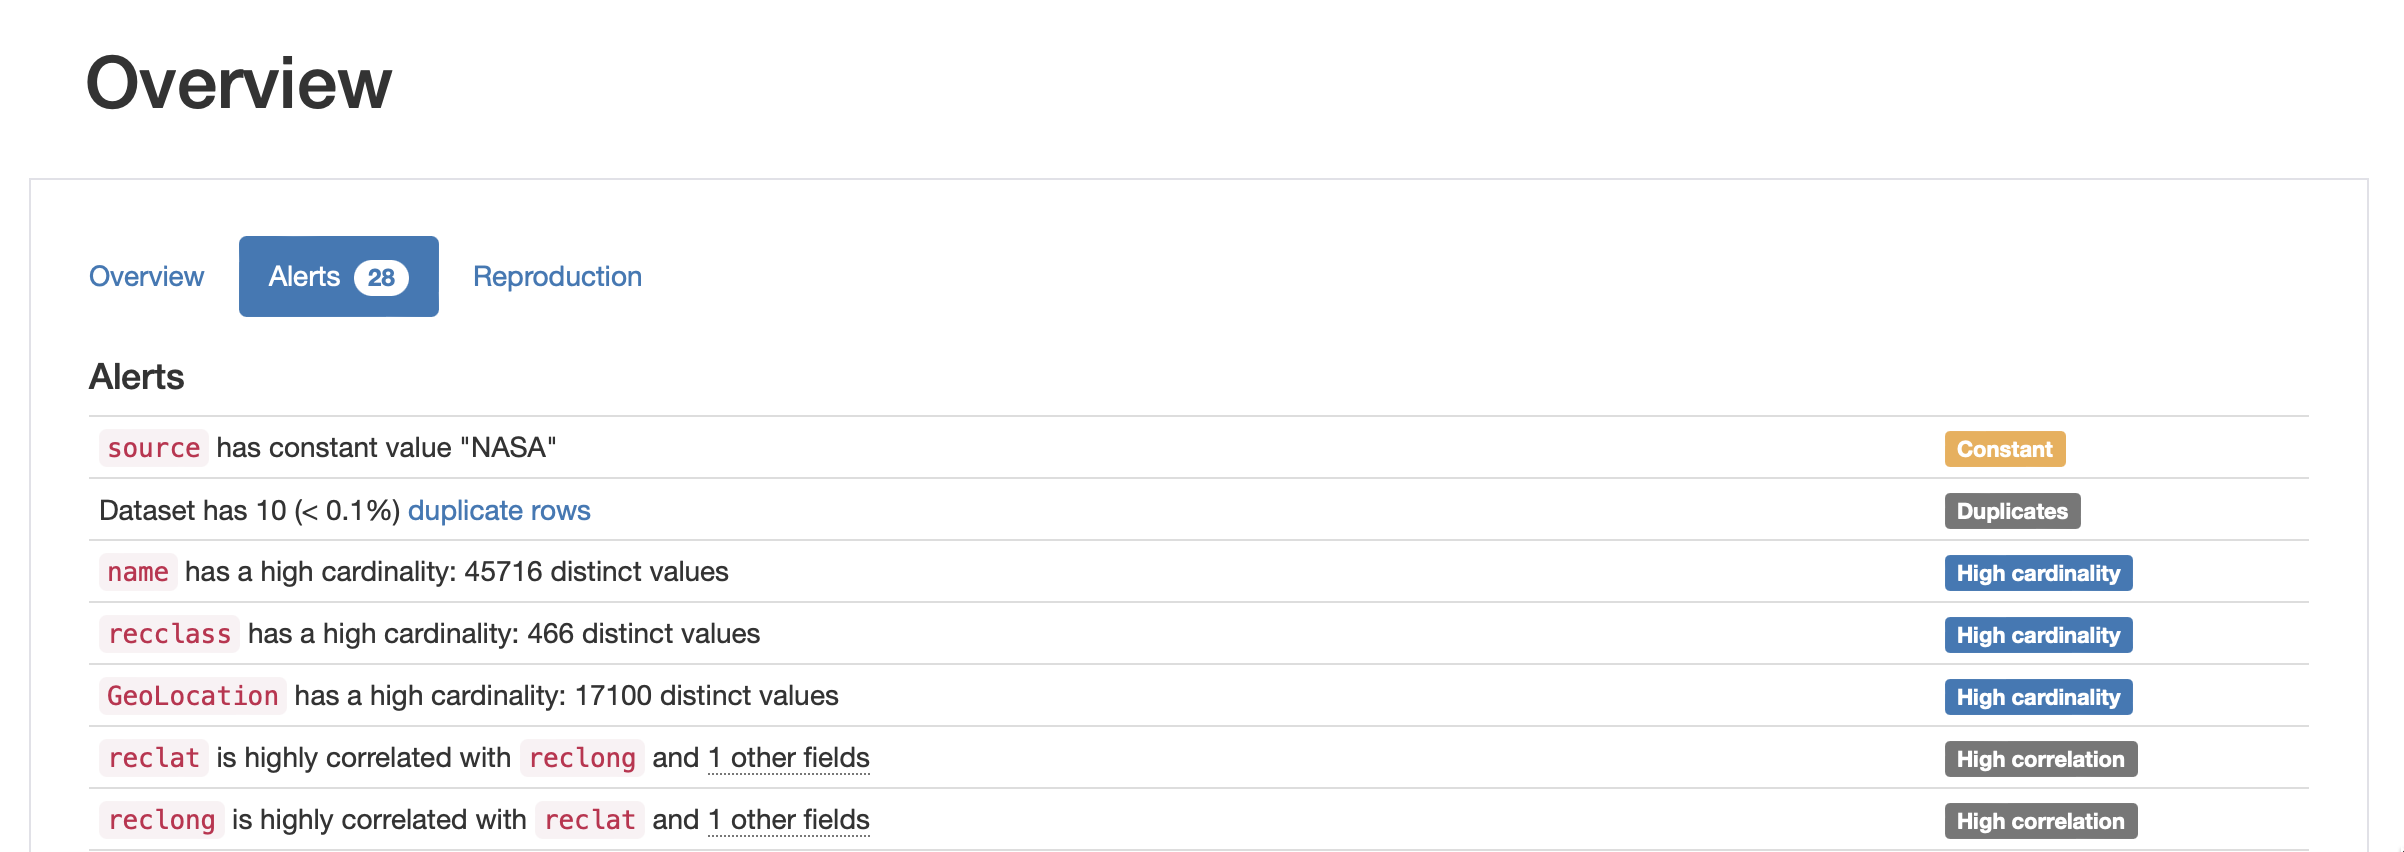 Overview
Overview Alerts 28 Reproduction
Alerts
source has constant value "NASA" Constant
Dataset has 10 (< 0.1%) duplicate rows Duplicates
name has a high cardinality: 45716 distinct values High cardinality
recclass has a high cardinality: 466 distinct values High cardinality
GeoLocation has a high cardinality: 17100 distinct values High cardinality
reclat is highly correlated with reclong and 1 other fields High correlation
reclong is highly correlated with reclat and 1 other fields High correlation